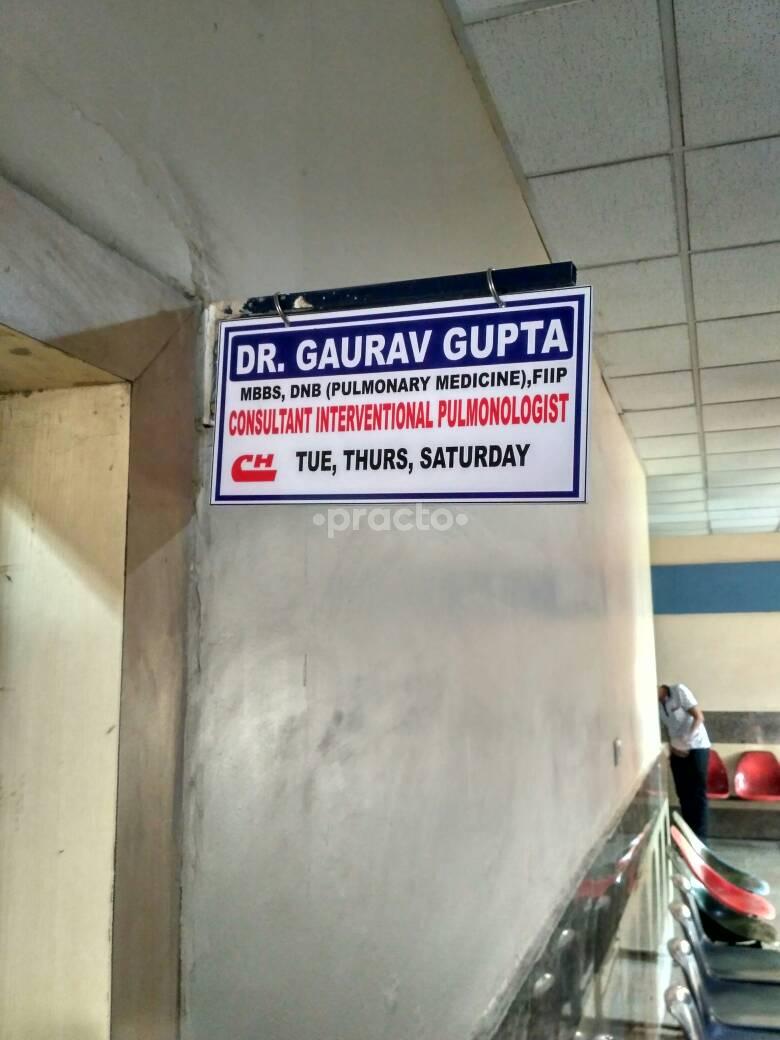 DR. GAURAV GUPTA
MBBS, DNB (PULMONARY MEDICINE),FIIP
CONSULTANT INTERVENTIONAL PULMONOLOGIST
CH TUE, THURS, SATURDAY
•practo•